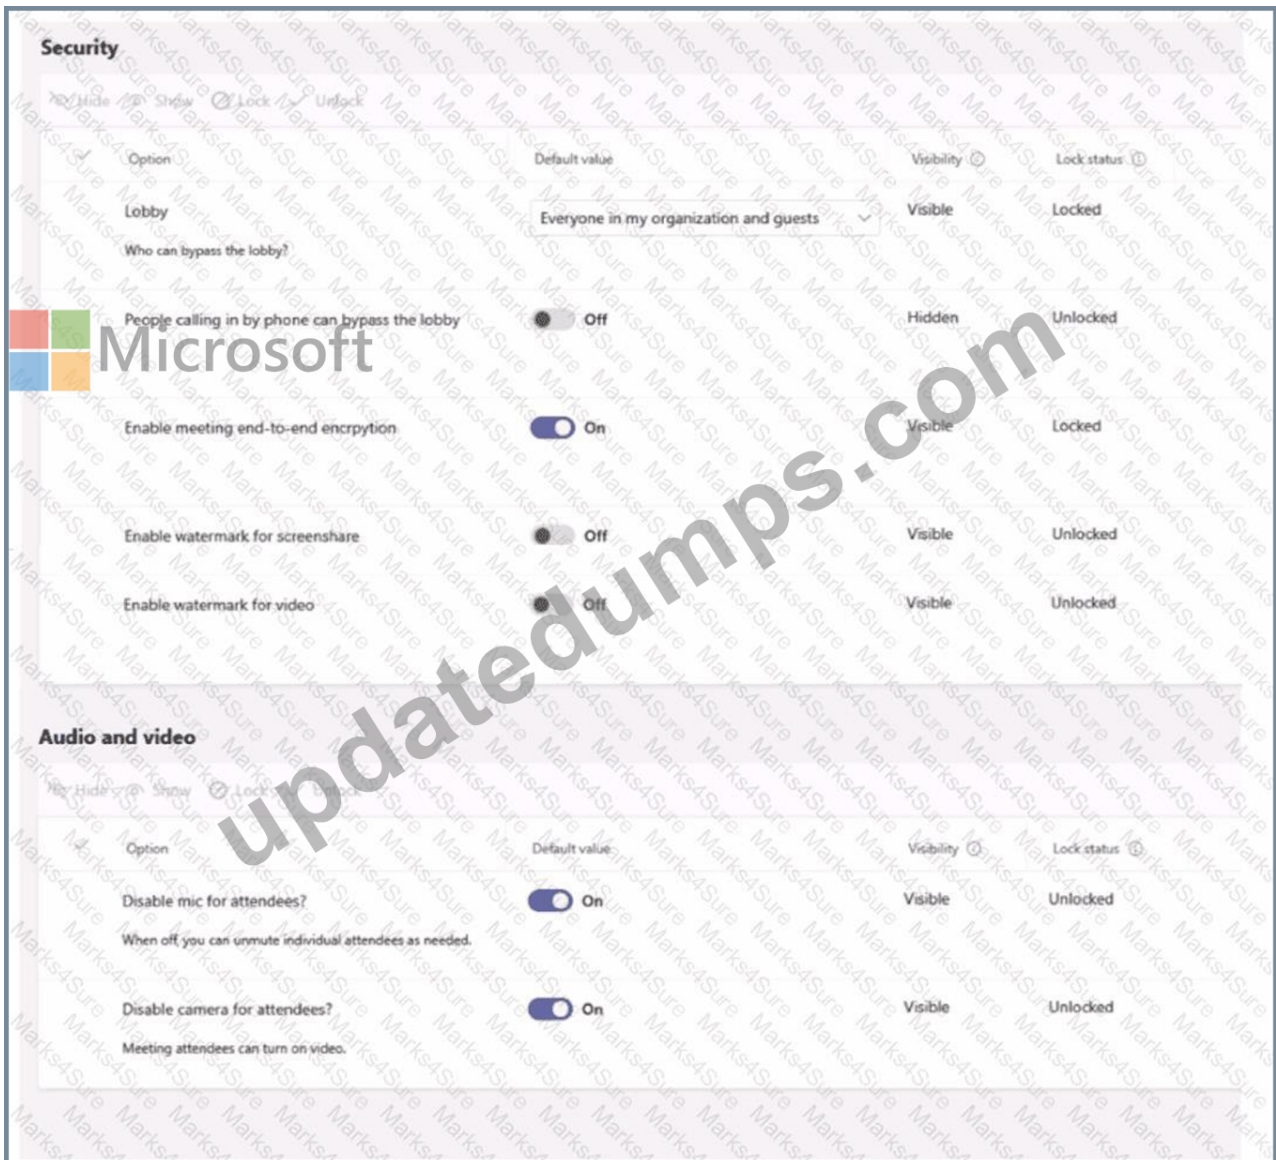 Security
Hide Show Lock Unlock
Option Default value Visibility Lock status
Lobby Everyone in my organization and guests Visible Locked
Who can bypass the lobby?
People calling in by phone can bypass the lobby Off Hidden Unlocked
Microsoft
Enable meeting end-to-end encrpytion On Visible Locked
Enable watermark for screenshare Off Visible Unlocked
Enable watermark for video Off Visible Unlocked
updatedumps.com
Audio and video
Hide Show Lock Unlock
Option Default value Visibility Lock status
Disable mic for attendees? On Visible Unlocked
When off, you can unmute individual attendees as needed.
Disable camera for attendees? On Visible Unlocked
Meeting attendees can turn on video.
Marks4Sure